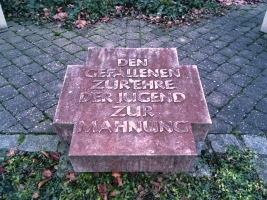 DEN
GEFALLENEN
ZUR EHRE
DER JUGEND
ZUR
MAHNUNG